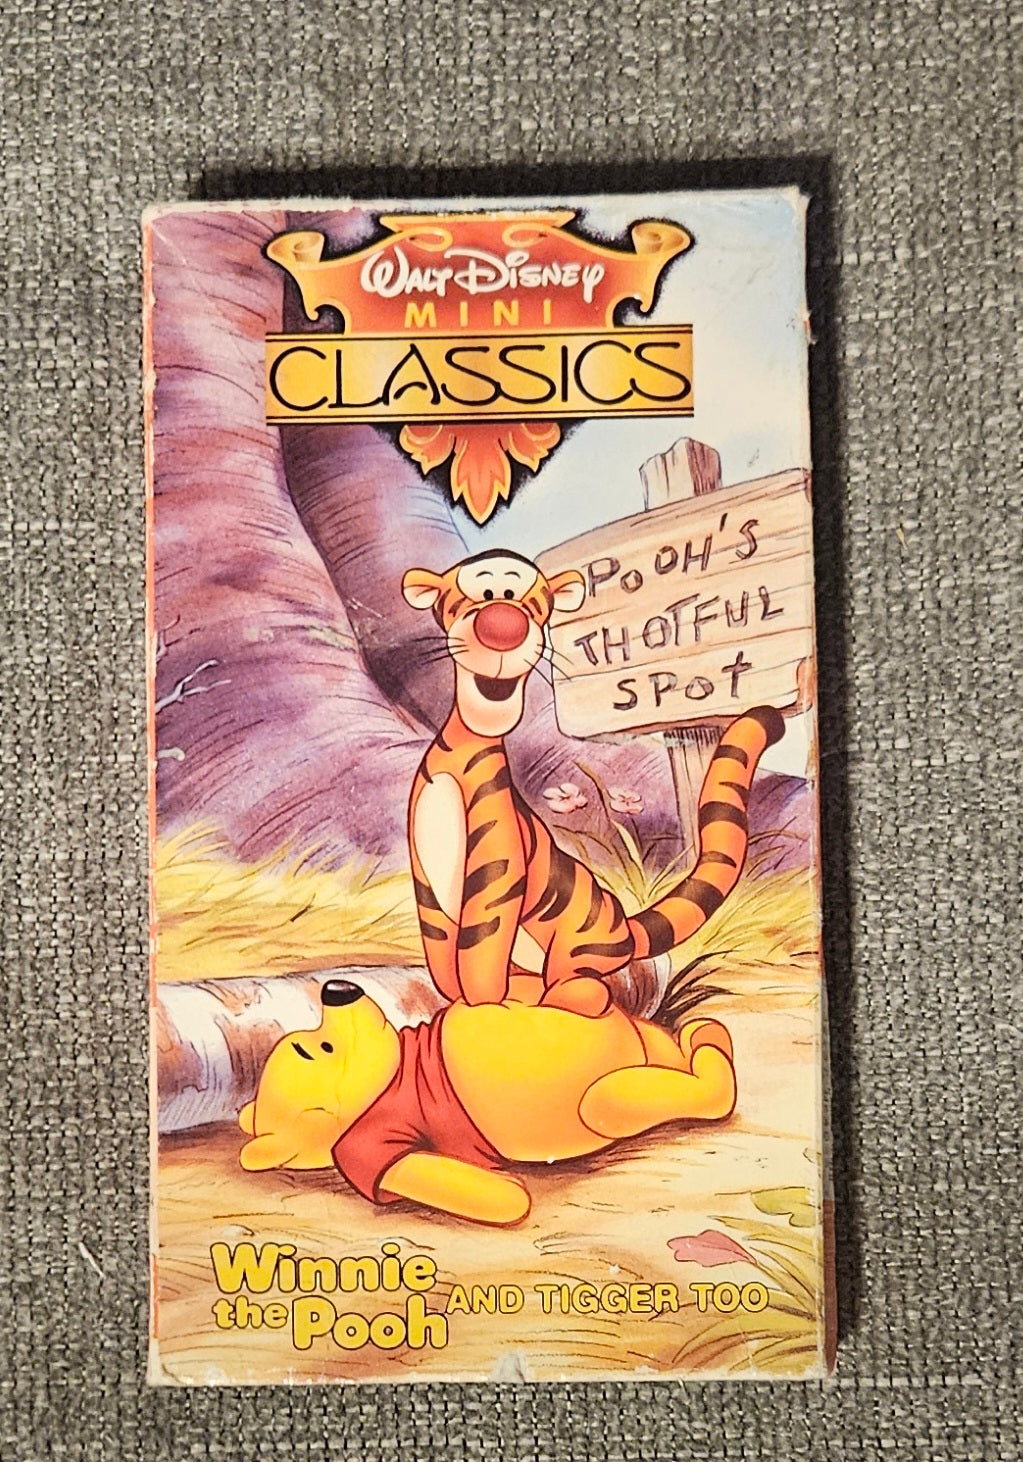 WALT DISNEY
MINI
CLASSICS
POOH'S
THOTFUL
SPOt
Winnie
the Pooh AND TIGGER TOO